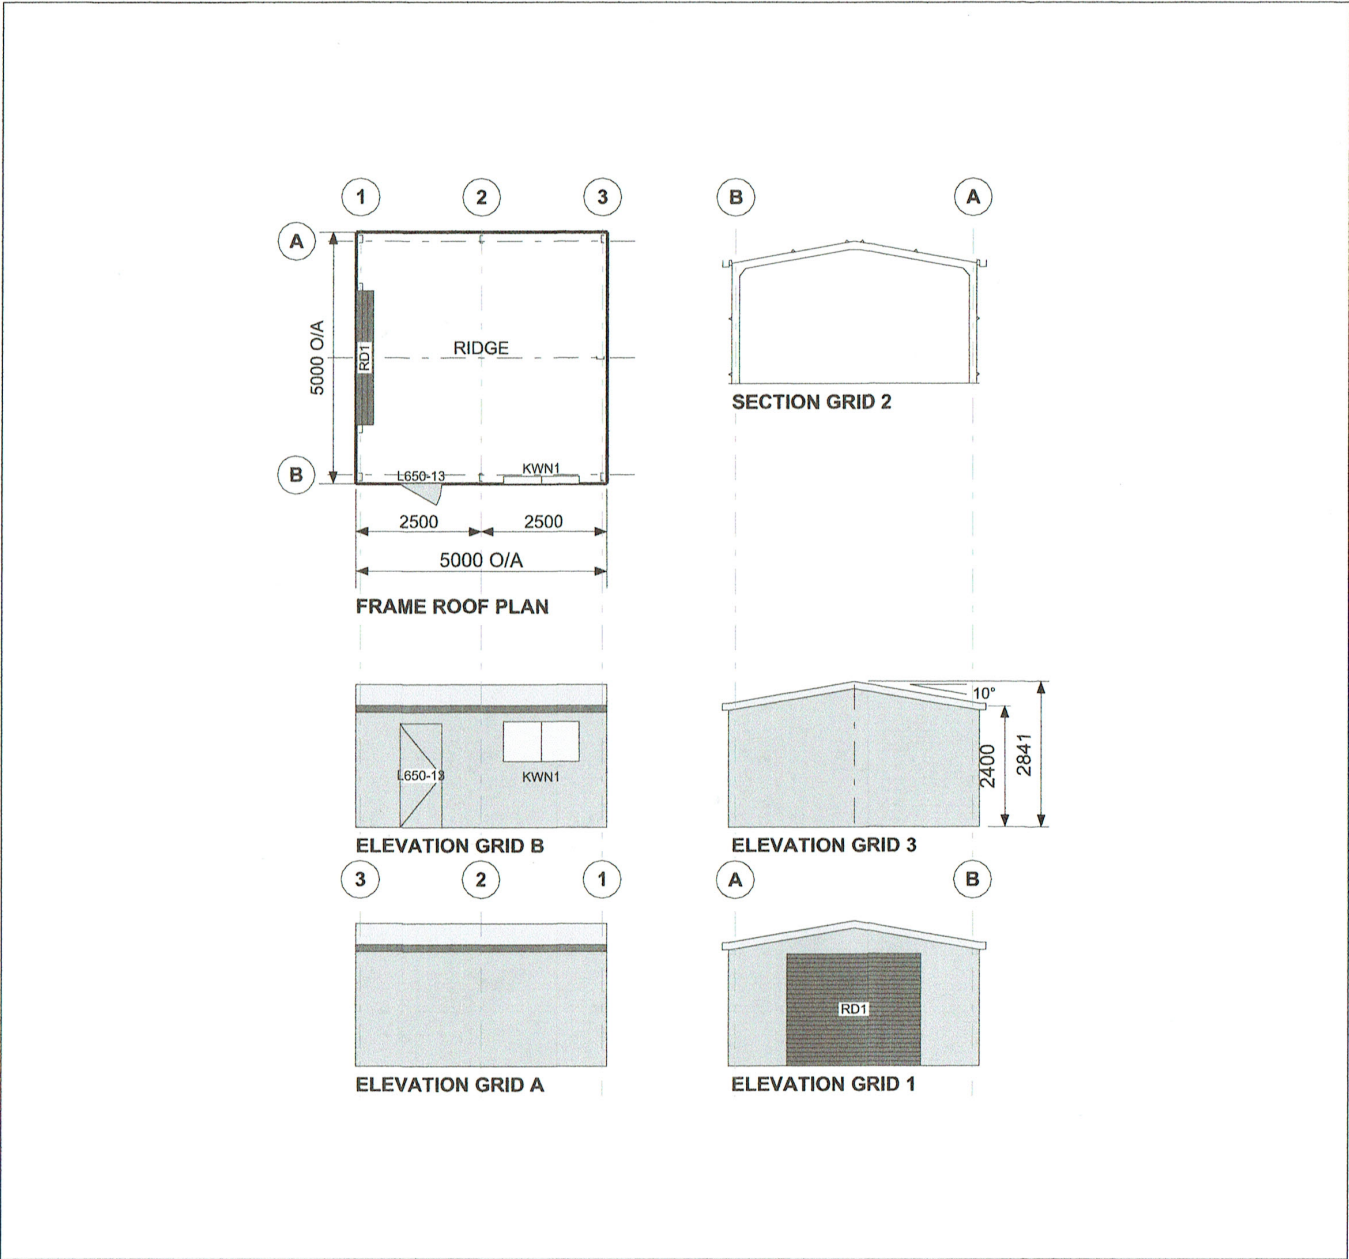 1 2 3
A
5000 O/A
RD1
RIDGE
B
L650-13
KWN1
2500 2500
5000 O/A
FRAME ROOF PLAN
B A
SECTION GRID 2
L650-13
KWN1
ELEVATION GRID B
10°
2400
2841
ELEVATION GRID 3
3 2 1
ELEVATION GRID A
A B
RD1
ELEVATION GRID 1